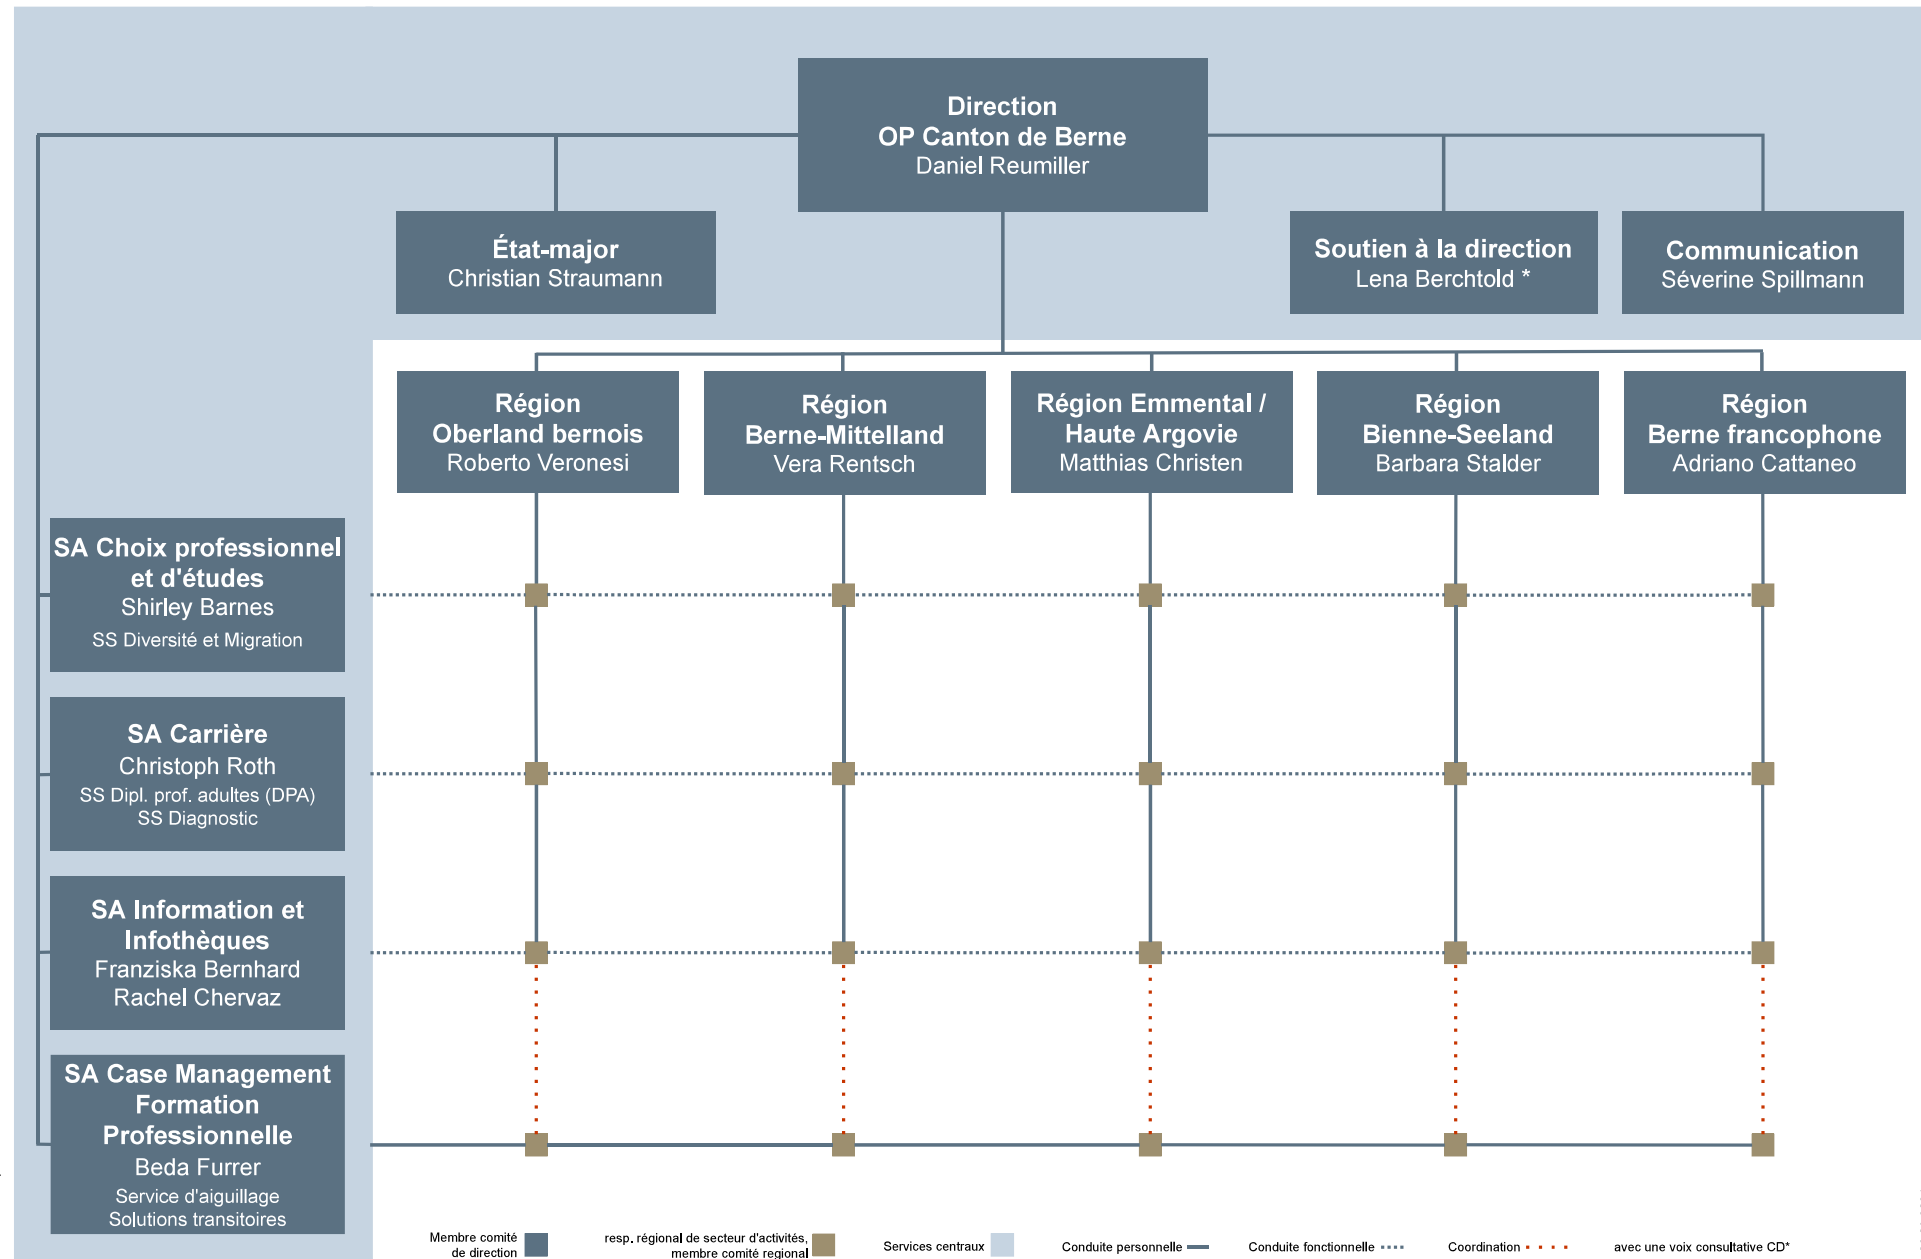 Direction
OP Canton de Berne
Daniel Reumiller
État-major
Christian Straumann
Soutien à la direction
Lena Berchtold *
Communication
Séverine Spillmann
Région
Oberland bernois
Roberto Veronesi
Région
Berne-Mittelland
Vera Rentsch
Région Emmental /
Haute Argovie
Matthias Christen
Région
Bienne-Seeland
Barbara Stalder
Région
Berne francophone
Adriano Cattaneo
SA Choix professionnel
et d'études
Shirley Barnes
SS Diversité et Migration
SA Carrière
Christoph Roth
SS Dipl. prof. adultes (DPA)
SS Diagnostic
SA Information et
Infothèques
Franziska Bernhard
Rachel Chervaz
SA Case Management
Formation
Professionnelle
Beda Furrer
Service d'aiguillage
Solutions transitoires
Membre comité
de direction
resp. régional de secteur d'activités,
membre comité regional
Services centraux
Conduite personnelle
Conduite fonctionnelle
Coordination
avec une voix consultative CD*